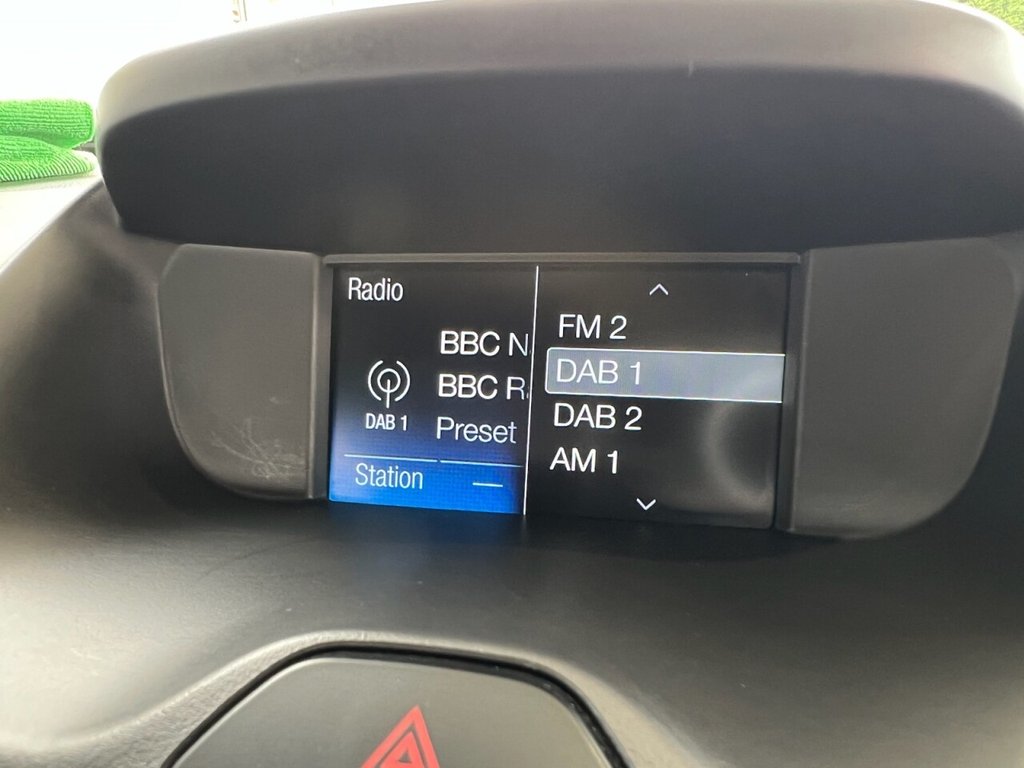 Radio
BBC N
BBC R
DAB 1
Preset
Station
FM 2
DAB 1
DAB 2
AM 1